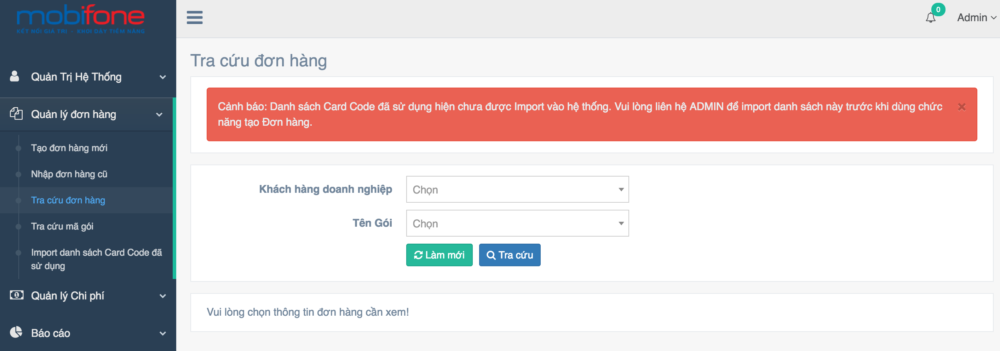 mobifone
KẾT NỐI GIÁ TRỊ - KHƠI DẬY TIỀM NĂNG
0
Admin
Quản Trị Hệ Thống
Quản lý đơn hàng
Tạo đơn hàng mới
Nhập đơn hàng cũ
Tra cứu đơn hàng
Tra cứu mã gói
Import danh sách Card Code đã
sử dụng
Quản lý Chi phí
Báo cáo
Tra cứu đơn hàng
Cảnh báo: Danh sách Card Code đã sử dụng hiện chưa được Import vào hệ thống. Vui lòng liên hệ ADMIN để import danh sách này trước khi dùng chức
năng tạo Đơn hàng.
Khách hàng doanh nghiệp
Chọn
Tên Gói
Chọn
Làm mới
Tra cứu
Vui lòng chọn thông tin đơn hàng cần xem!